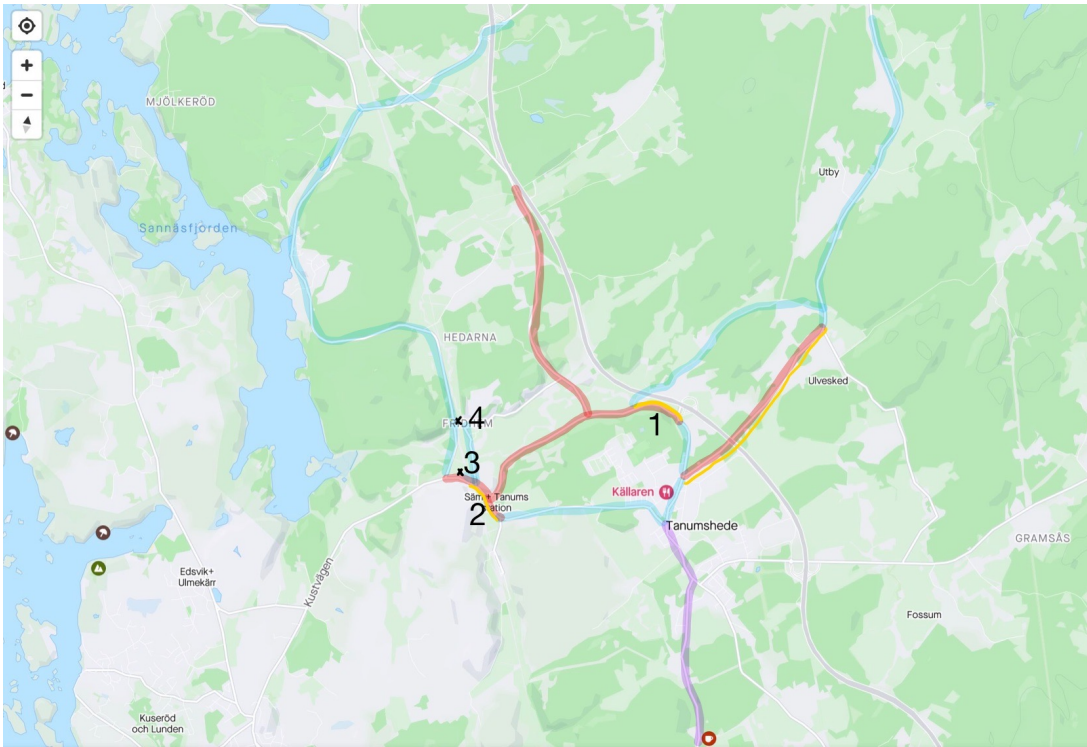 +
−
MJÖLKERÖD
Utby
Sannäsfjorden
HEDARNA
Ulvesked
4
1
3
Källaren
2
Tanumshede
GRAMSÅS
Edsvik+
Ulmekärr
Kustvägen
Fossum
Kuseröd
och Lunden